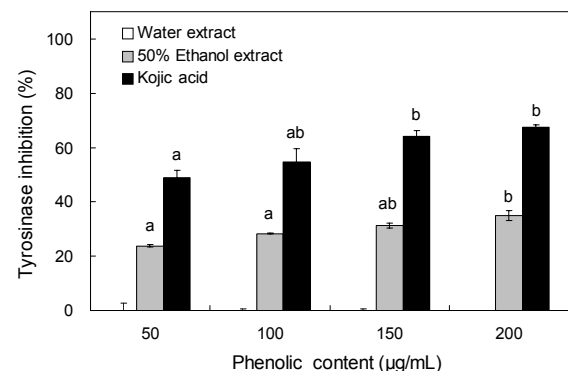 Water extract
50% Ethanol extract
Kojic acid
Tyrosinase inhibition (%)
100
80
60
40
20
0
a
a
a
ab
ab
b
b
b
50
100
150
200
Phenolic content (μg/mL)